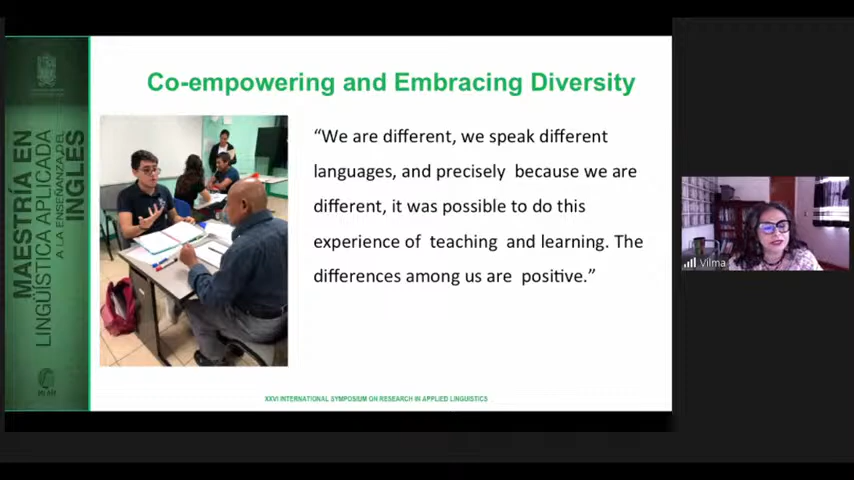 MAESTRÍA EN
LINGÜÍSTICA APLICADA
A LA ENSEÑANZA DEL
INGLÉS
Co-empowering and Embracing Diversity
“We are different, we speak different
languages, and precisely because we are
different, it was possible to do this
experience of teaching and learning. The
differences among us are positive.”
XXVI INTERNATIONAL SYMPOSIUM ON RESEARCH IN APPLIED LINGUISTICS
Vilma